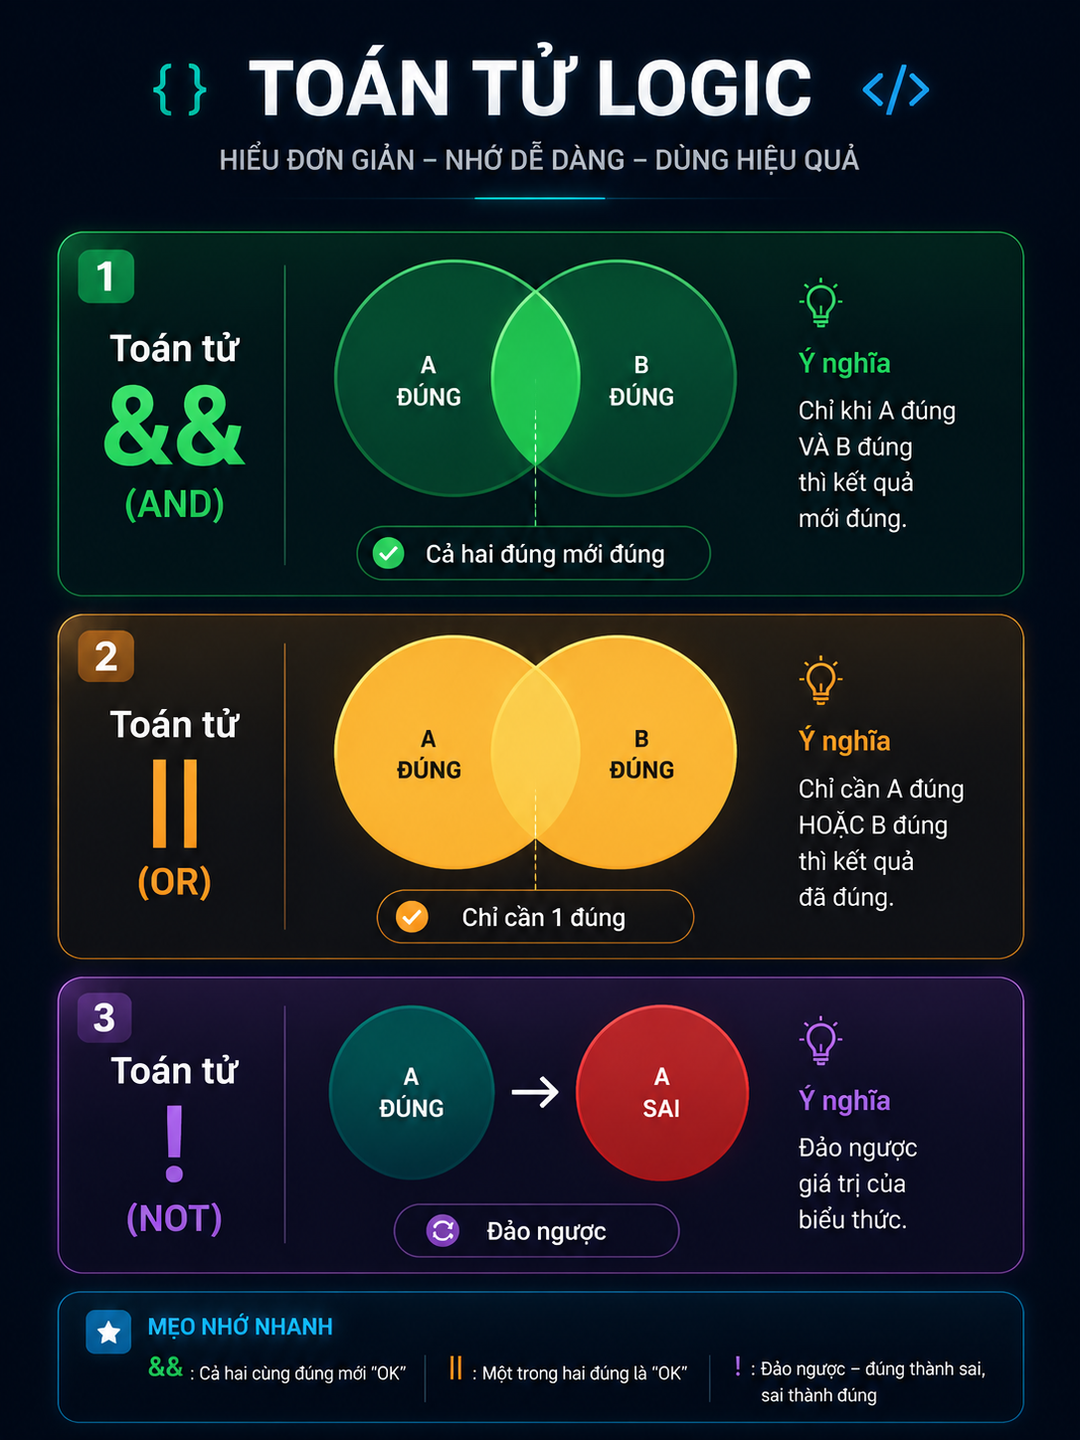 { } TOÁN TỬ LOGIC </>
HIỂU ĐƠN GIẢN – NHỚ DỄ DÀNG – DÙNG HIỆU QUẢ
1
Toán tử
&&
(AND)
A
ĐÚNG
B
ĐÚNG
Cả hai đúng mới đúng
Ý nghĩa
Chỉ khi A đúng
VÀ B đúng
thì kết quả
mới đúng.
2
Toán tử
||
(OR)
A
ĐÚNG
B
ĐÚNG
Chỉ cần 1 đúng
Ý nghĩa
Chỉ cần A đúng
HOẶC B đúng
thì kết quả
đã đúng.
3
Toán tử
!
(NOT)
A
ĐÚNG
A
SAI
Đảo ngược
Ý nghĩa
Đảo ngược
giá trị của
biểu thức.
MẸO NHỚ NHANH
&& : Cả hai cùng đúng mới “OK”
|| : Một trong hai đúng là “OK”
! : Đảo ngược – đúng thành sai,
sai thành đúng